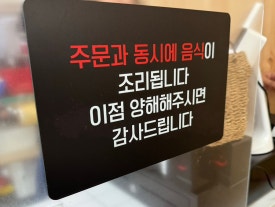 주문과 동시에 음식이
조리됩니다
이점 양해해주시면
감사드립니다